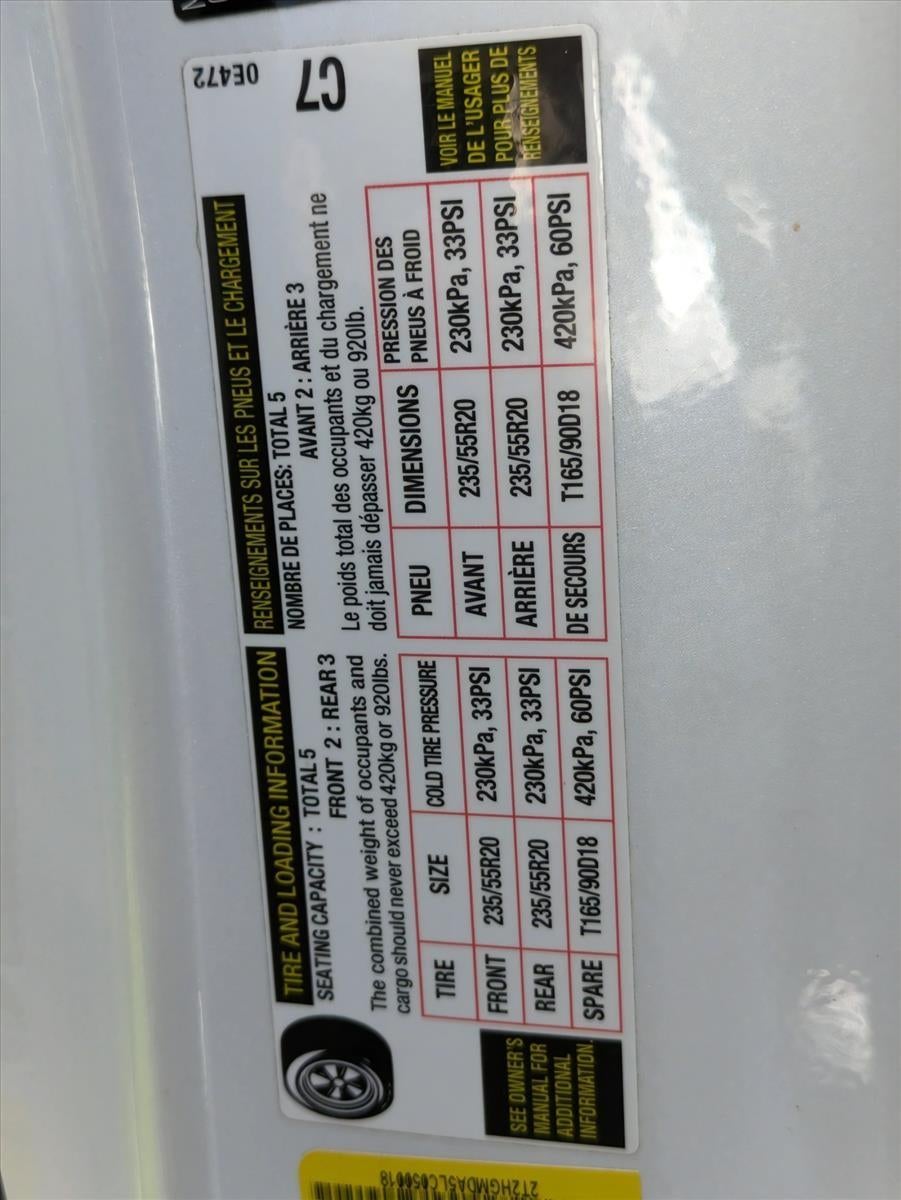 TIRE AND LOADING INFORMATION
SEATING CAPACITY : TOTAL 5
FRONT 2 : REAR 3
The combined weight of occupants and
cargo should never exceed 420kg or 920lbs.
TIRE SIZE COLD TIRE PRESSURE
FRONT 235/55R20 230kPa, 33PSI
REAR 235/55R20 230kPa, 33PSI
SPARE T165/90D18 420kPa, 60PSI
SEE OWNER'S
MANUAL FOR
ADDITIONAL
INFORMATION.
RENSEIGNEMENTS SUR LES PNEUS ET LE CHARGEMENT
NOMBRE DE PLACES: TOTAL 5
AVANT 2 : ARRIÈRE 3
Le poids total des occupants et du chargement ne
doit jamais dépasser 420kg ou 920lb.
PNEU DIMENSIONS PRESSION DES
PNEUS À FROID
AVANT 235/55R20 230kPa, 33PSI
ARRIÈRE 235/55R20 230kPa, 33PSI
DE SECOURS T165/90D18 420kPa, 60PSI
0E472
C7
VOIR LE MANUEL
DE L'USAGER
POUR PLUS DE
RENSEIGNEMENTS
2T2HGMDA5LC050018